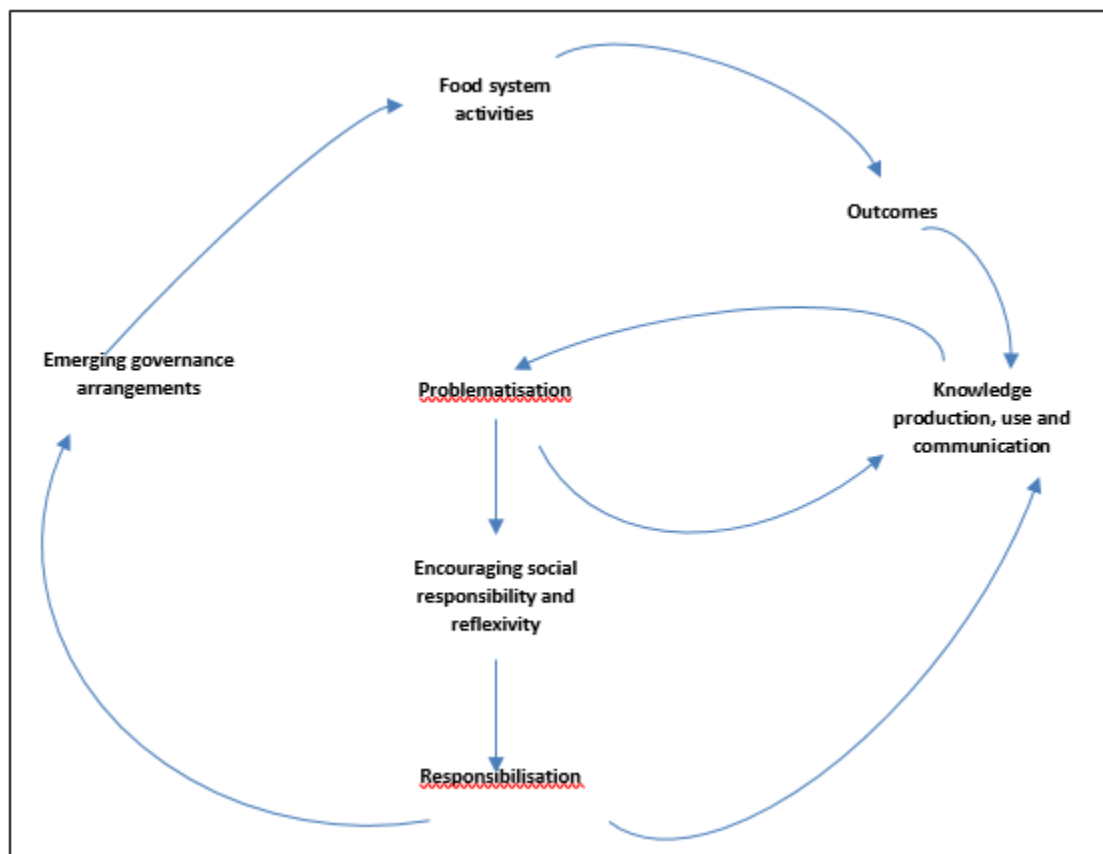 Food system
activities
Outcomes
Emerging governance
arrangements
Problematisation
Knowledge
production, use and
communication
Encouraging social
responsibility and
reflexivity
Responsibilisation